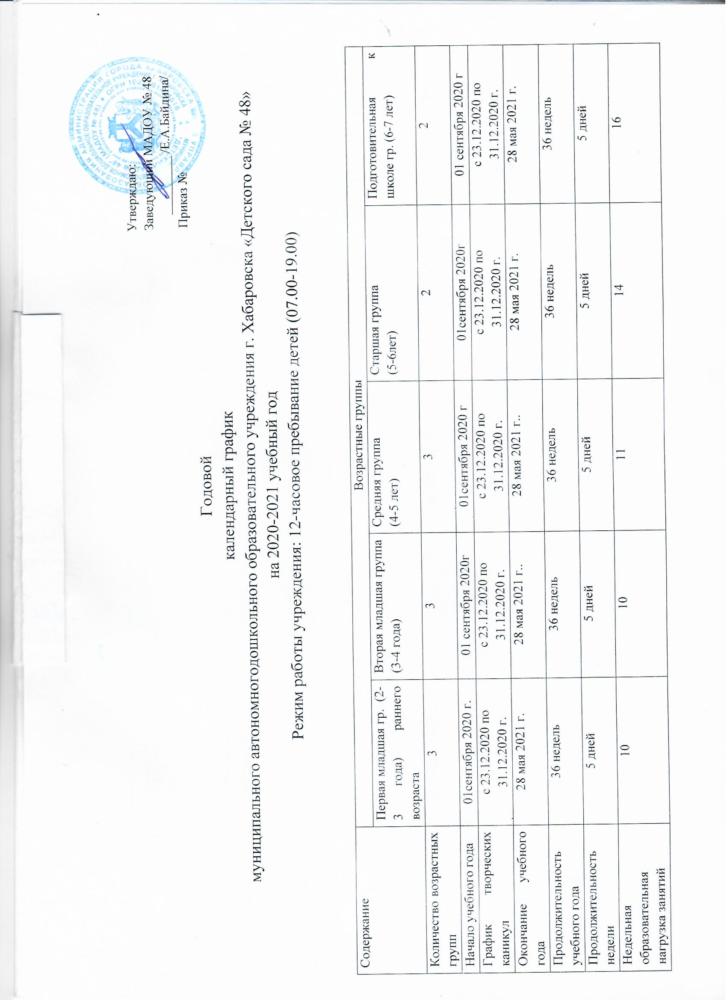 Утверждаю:
Заведующий МАДОУ № 48
/Е.А.Байдина/
Приказ №
Годовой
календарный график
муниципального автономногодошкольного образовательного учреждения г. Хабаровска «Детского сада № 48»
на 2020-2021 учебный год
Режим работы учреждения: 12-часовое пребывание детей (07.00-19.00)
Содержание
Возрастные группы
Первая младшая гр. (2-
3 года) раннего
возраста
Вторая младшая группа
(3-4 года)
Средняя группа
(4-5 лет)
Старшая группа
(5-6лет)
Подготовительная к
школе гр. (6-7 лет)
Количество возрастных
групп
3
3
3
2
2
Начало учебного года
01сентября 2020 г.
01 сентября 2020г
01сентября 2020 г
01сентября 2020г
01 сентября 2020 г
График творческих
каникул
с 23.12.2020 по
31.12.2020 г.
с 23.12.2020 по
31.12.2020 г.
с 23.12.2020 по
31.12.2020 г.
с 23.12.2020 по
31.12.2020 г.
с 23.12.2020 по
31.12.2020 г.
Окончание учебного
года
28 мая 2021 г.
28 мая 2021 г..
28 мая 2021 г..
28 мая 2021 г.
28 мая 2021 г.
Продолжительность
учебного года
36 недель
36 недель
36 недель
36 недель
36 недель
Продолжительность
недели
5 дней
5 дней
5 дней
5 дней
5 дней
Недельная
образовательная
нагрузка занятий
10
10
11
14
16